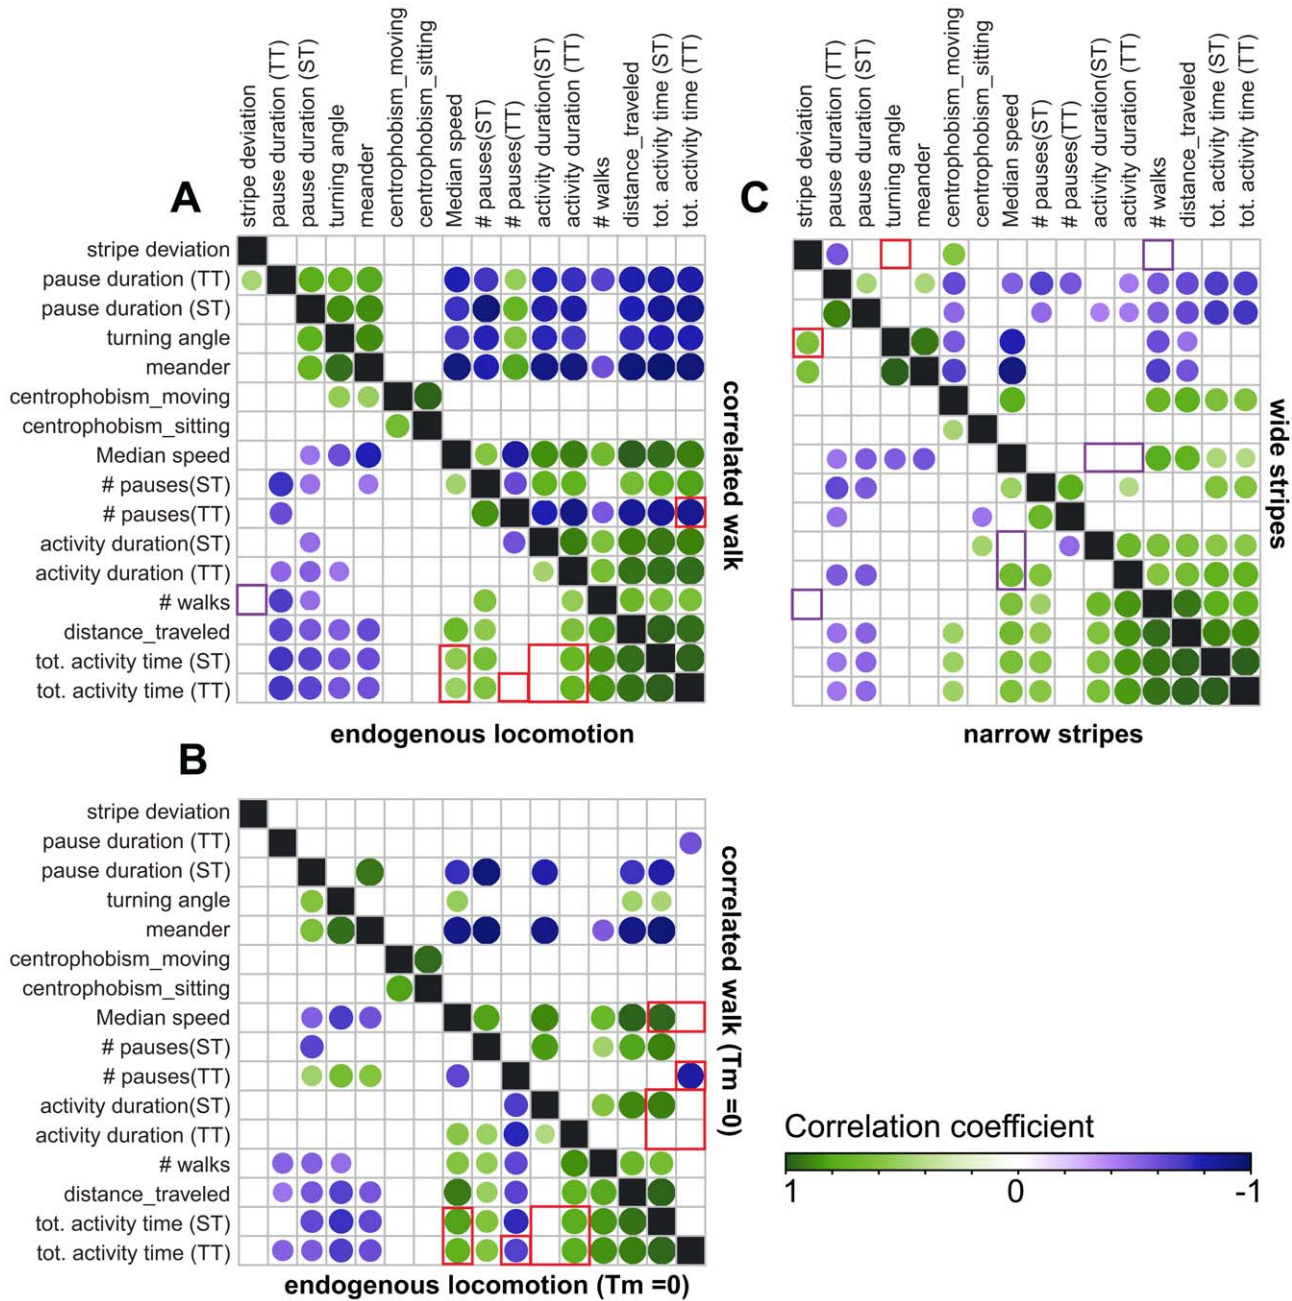 A
stripe deviation
pause duration (TT)
pause duration (ST)
turning angle
meander
centrophobism_moving
centrophobism_sitting
Median speed
# pauses(ST)
# pauses(TT)
activity duration(ST)
activity duration (TT)
# walks
distance_traveled
tot. activity time (ST)
tot. activity time (TT)
stripe deviation
pause duration (TT)
pause duration (ST)
turning angle
meander
centrophobism_moving
centrophobism_sitting
Median speed
# pauses(ST)
# pauses(TT)
activity duration(ST)
activity duration (TT)
# walks
distance_traveled
tot. activity time (ST)
tot. activity time (TT)
correlated walk
endogenous locomotion
C
stripe deviation
pause duration (TT)
pause duration (ST)
turning angle
meander
centrophobism_moving
centrophobism_sitting
Median speed
# pauses(ST)
# pauses(TT)
activity duration(ST)
activity duration (TT)
# walks
distance_traveled
tot. activity time (ST)
tot. activity time (TT)
wide stripes
narrow stripes
B
stripe deviation
pause duration (TT)
pause duration (ST)
turning angle
meander
centrophobism_moving
centrophobism_sitting
Median speed
# pauses(ST)
# pauses(TT)
activity duration(ST)
activity duration (TT)
# walks
distance_traveled
tot. activity time (ST)
tot. activity time (TT)
correlated walk (Tm =0)
endogenous locomotion (Tm =0)
Correlation coefficient
1 0 -1